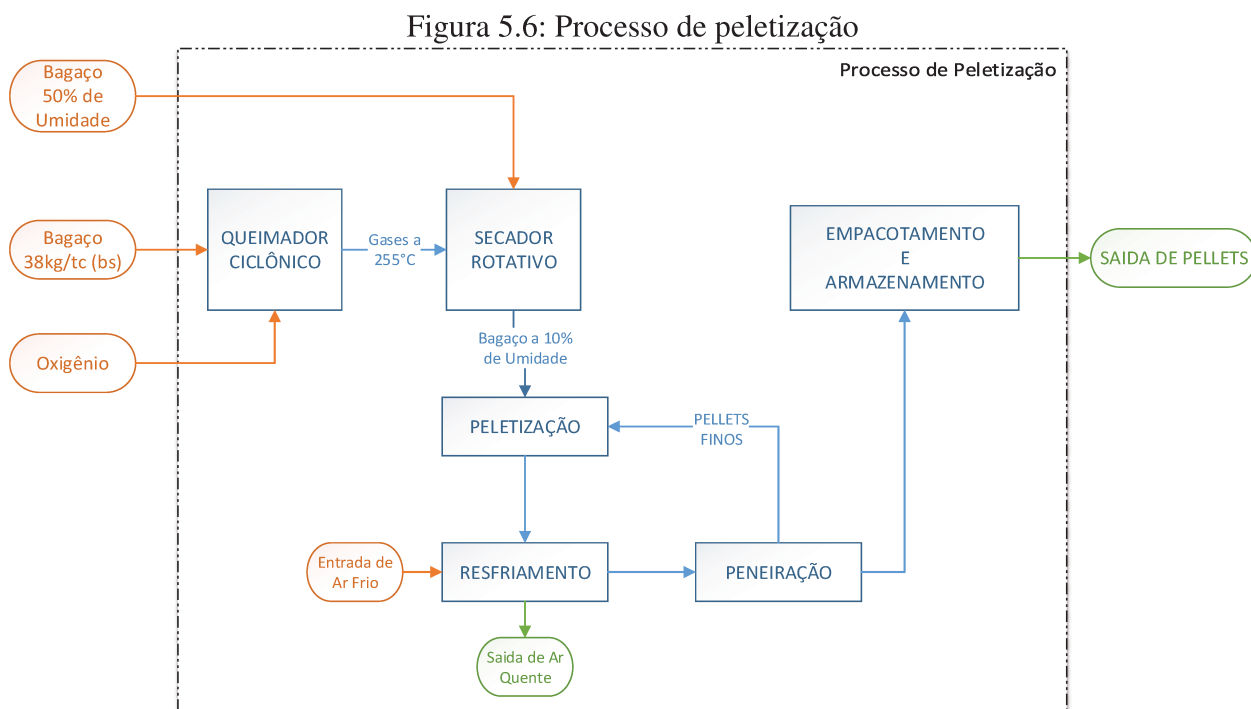 Figura 5.6: Processo de peletização
Processo de Peletização
Bagaço
50% de
Umidade
Bagaço
38kg/tc (bs)
Oxigênio
QUEIMADOR
CICLÔNICO
Gases a
255°C
SECADOR
ROTATIVO
Bagaço a 10%
de Umidade
PELETIZAÇÃO
PELLETS
FINOS
Entrada de
Ar Frio
RESFRIAMENTO
PENEIRAÇÃO
Saida de Ar
Quente
EMPACOTAMENTO
E
ARMAZENAMENTO
SAIDA DE PELLETS